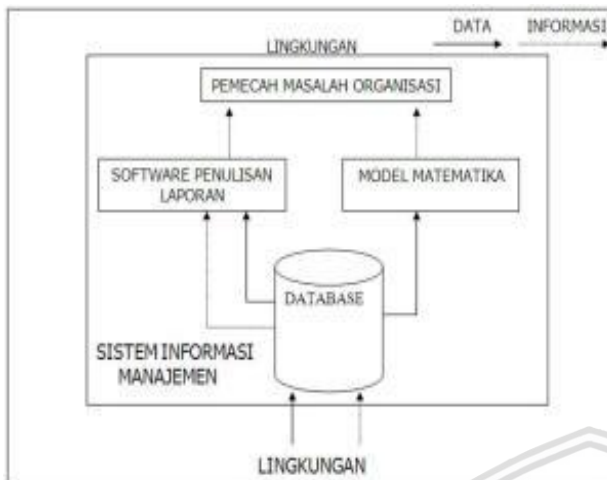 DATA
INFORMASI
LINGKUNGAN
PEMECAH MASALAH ORGANISASI
SOFTWARE PENULISAN
LAPORAN
MODEL MATEMATIKA
DATABASE
SISTEM INFORMASI
MANAJEMEN
LINGKUNGAN